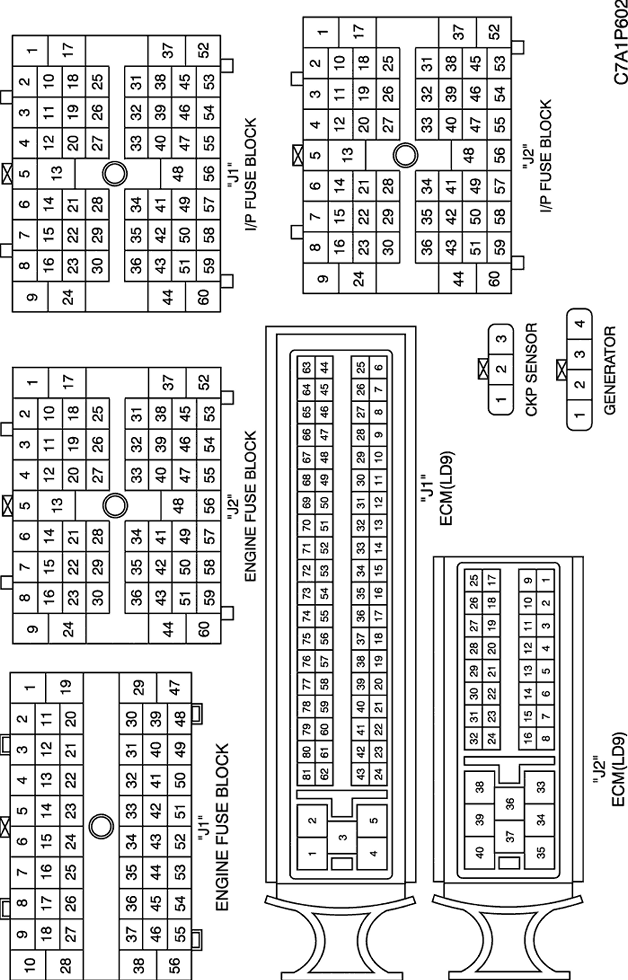 C7A1P602
1 17 37 52
2 10 18 25 31 38 45 53
3 11 19 26 32 39 46 54
4 12 20 27 33 40 47 55
5 13 48 56
6 14 21 28 34 41 49 57
7 15 22 29 35 42 50 58
8 16 23 30 36 43 51 59
9 24 44 60
"J1"
I/P FUSE BLOCK
1 17 37 52
2 10 18 25 31 38 45 53
3 11 19 26 32 39 46 54
4 12 20 27 33 40 47 55
5 13 48 56
6 14 21 28 34 41 49 57
7 15 22 29 35 42 50 58
8 16 23 30 36 43 51 59
9 24 44 60
"J2"
I/P FUSE BLOCK
1 17 37 52
2 10 18 25 31 38 45 53
3 11 19 26 32 39 46 54
4 12 20 27 33 40 47 55
5 13 48 56
6 14 21 28 34 41 49 57
7 15 22 29 35 42 50 58
8 16 23 30 36 43 51 59
9 24 44 60
"J2"
ENGINE FUSE BLOCK
1 19 29 47
2 11 20 30 39 48
3 12 21 31 40 49
4 13 22 32 41 50
5 14 23 33 42 51
6 15 24 34 43 52
7 16 25 35 44 53
8 17 26 36 45 54
9 18 27 37 46 55
10 28 38 56
"J1"
ENGINE FUSE BLOCK
63 44 25 6
64 45 26 7
65 46 27 8
66 47 28 9
67 48 29 10
68 49 30 11
69 50 31 12
70 51 32 13
71 52 33 14
72 53 34 15
73 54 35 16
74 55 36 17
75 56 37 18
76 57 38 19
77 58 39 20
78 59 40 21
79 60 41 22
80 61 42 23
81 62 43 24
2 5
3
1 4
"J1"
ECM(LD9)
1 2 3
CKP SENSOR
1 2 3 4
GENERATOR
25 17 9 1
26 18 10 2
27 19 11 3
28 20 12 4
29 21 13 5
30 22 14 6
31 23 15 7
32 24 16 8
38 33
36
39 34
37
40 35
"J2"
ECM(LD9)